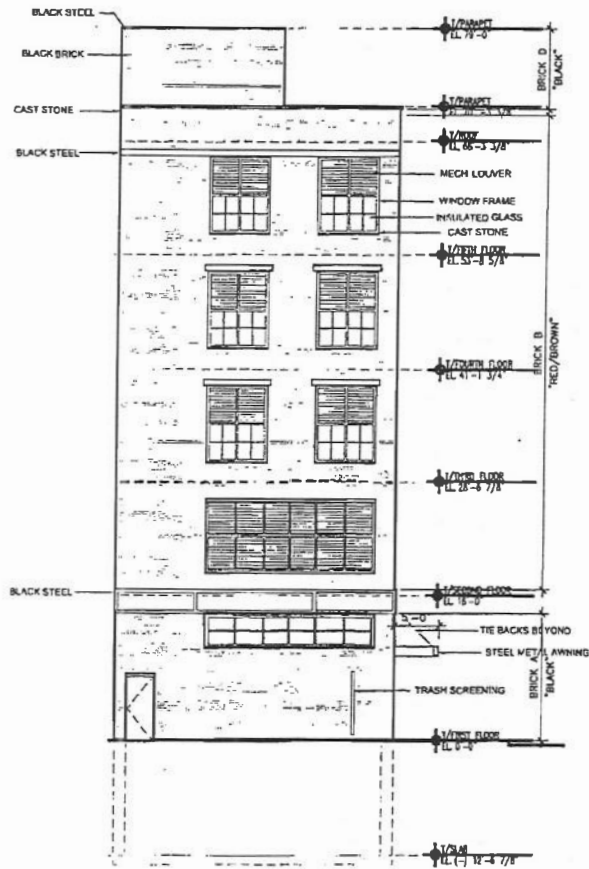 BLACK STEEL
T/PARAPET
EL. 79'-0"
BLACK BRICK
BRICK D
"BLACK"
CAST STONE
T/PARAPET
T/ROOF
EL. 66'-3 3/8"
BLACK STEEL
MECH LOUVER
WINDOW FRAME
INSULATED GLASS
CAST STONE
T/FIFTH FLOOR
EL. 53'-8 5/8"
BRICK B
"RED/BROWN"
T/FOURTH FLOOR
EL. 41'-1 3/4"
T/THIRD FLOOR
EL. 28'-6 7/8"
BLACK STEEL
T/SECOND FLOOR
EL. 16'-0"
5'-0"
TIE BACKS BEYOND
STEEL METAL AWNING
BRICK A
"BLACK"
TRASH SCREENING
T/FIRST FLOOR
EL. 0'-0"
T/SLAB
EL. (-) 12'-6 7/8"